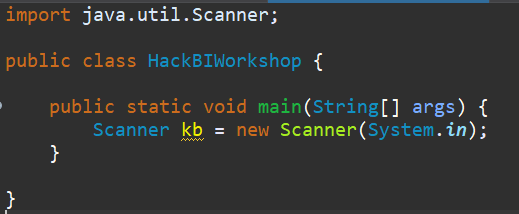 import java.util.Scanner;
public class HackBIWorkshop {
public static void main(String[] args) {
Scanner kb = new Scanner(System.in);
}
}